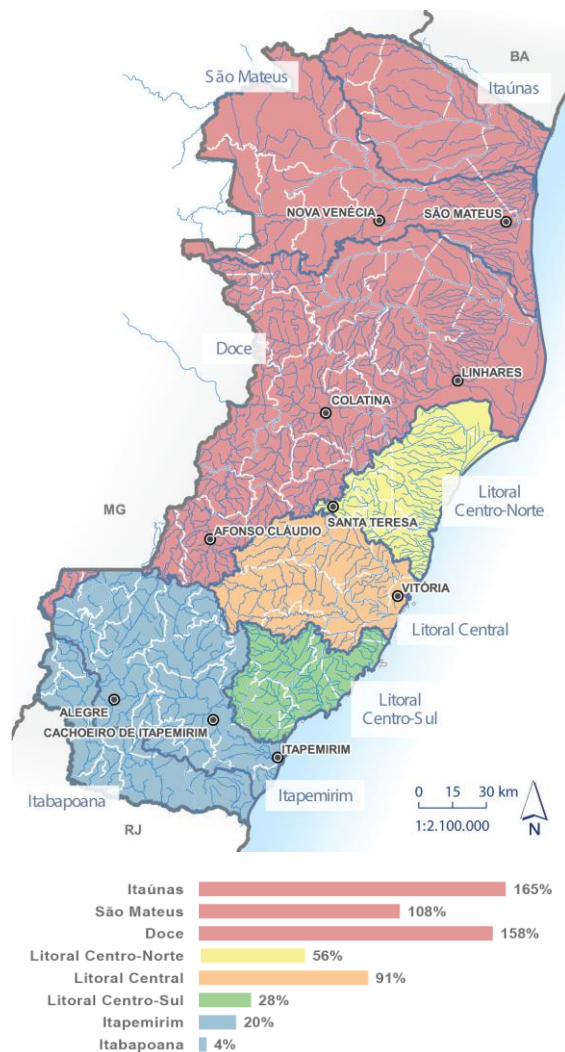 BA
São Mateus
Itaúnas
NOVA VENÉCIA
SÃO MATEUS
Doce
LINHARES
COLATINA
Litoral
Centro-Norte
MG
SANTA TERESA
AFONSO CLÁUDIO
VITÓRIA
Litoral Central
Litoral
Centro-Sul
ALEGRE
CACHOEIRO DE ITAPEMIRIM
ITAPEMIRIM
Itabapoana
Itapemirim
0 15 30 km
1:2.100.000
N
RJ
Itaúnas 165%
São Mateus 108%
Doce 158%
Litoral Centro-Norte 56%
Litoral Central 91%
Litoral Centro-Sul 28%
Itapemirim 20%
Itabapoana 4%